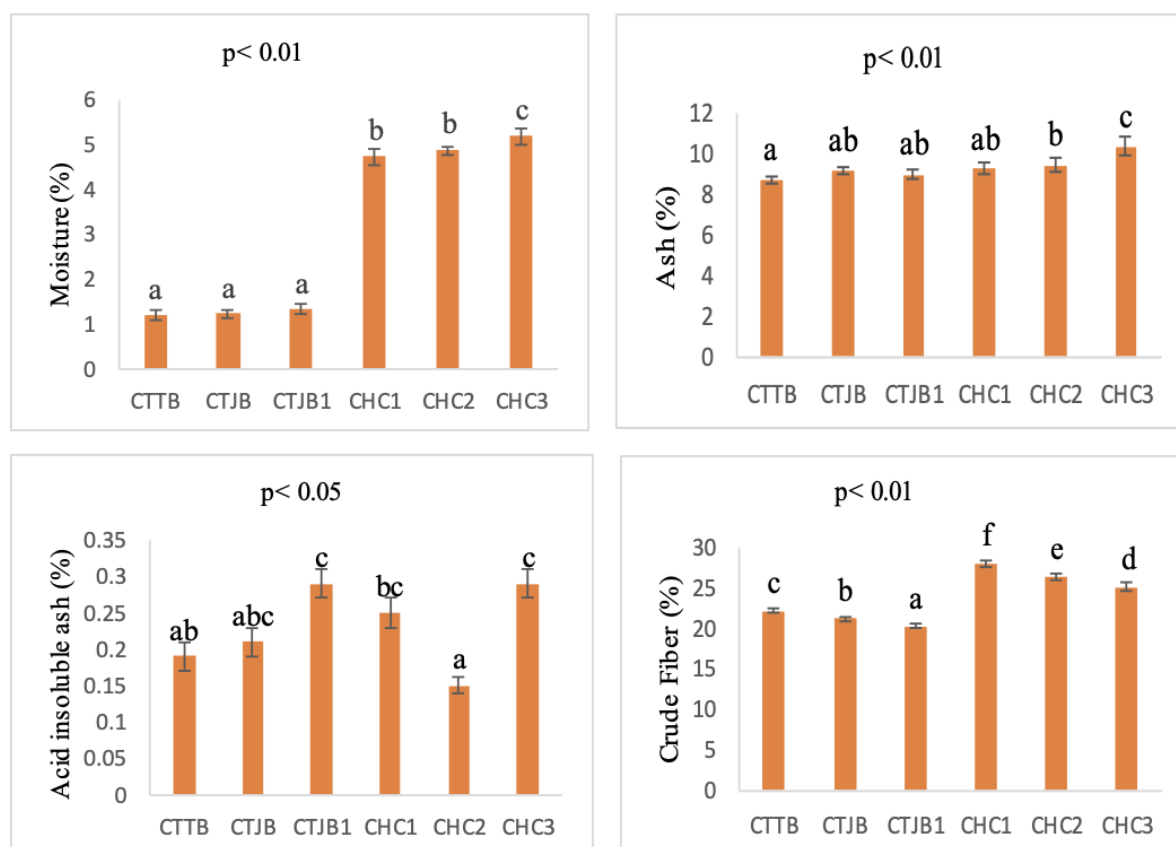 p< 0.01
Moisture (%)
6
5
4
3
2
1
0
a a a b b c
CTTB CTJB CTJB1 CHC1 CHC2 CHC3
p< 0.01
Ash (%)
12
10
8
6
4
2
0
a ab ab ab b c
CTTB CTJB CTJB1 CHC1 CHC2 CHC3
p< 0.05
Acid insoluble ash (%)
0.35
0.3
0.25
0.2
0.15
0.1
0.05
0
ab abc c bc a c
CTTB CTJB CTJB1 CHC1 CHC2 CHC3
p< 0.01
Crude Fiber (%)
30
25
20
15
10
5
0
c b a f e d
CTTB CTJB CTJB1 CHC1 CHC2 CHC3